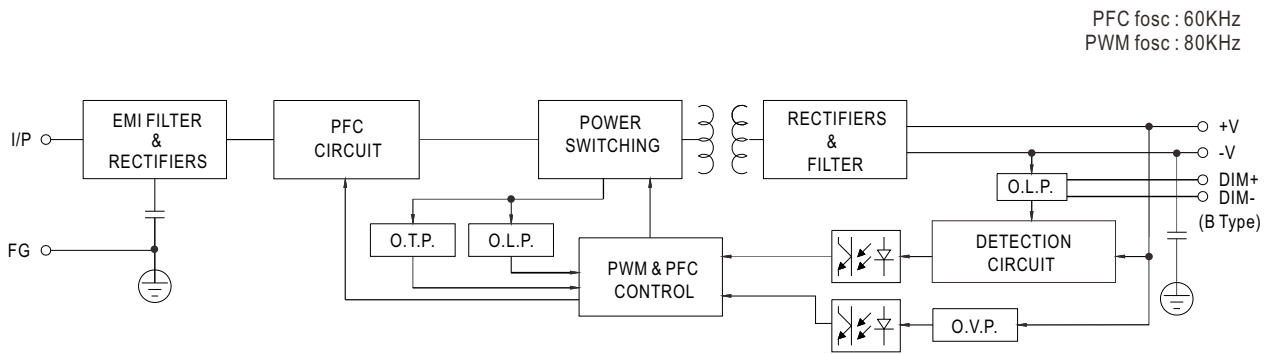 PFC fosc : 60KHz
PWM fosc : 80KHz
I/P
EMI FILTER
&
RECTIFIERS
PFC
CIRCUIT
POWER
SWITCHING
RECTIFIERS
&
FILTER
+V
-V
DIM+
DIM-
(B Type)
O.L.P.
FG
O.T.P.
O.L.P.
PWM & PFC
CONTROL
DETECTION
CIRCUIT
O.V.P.